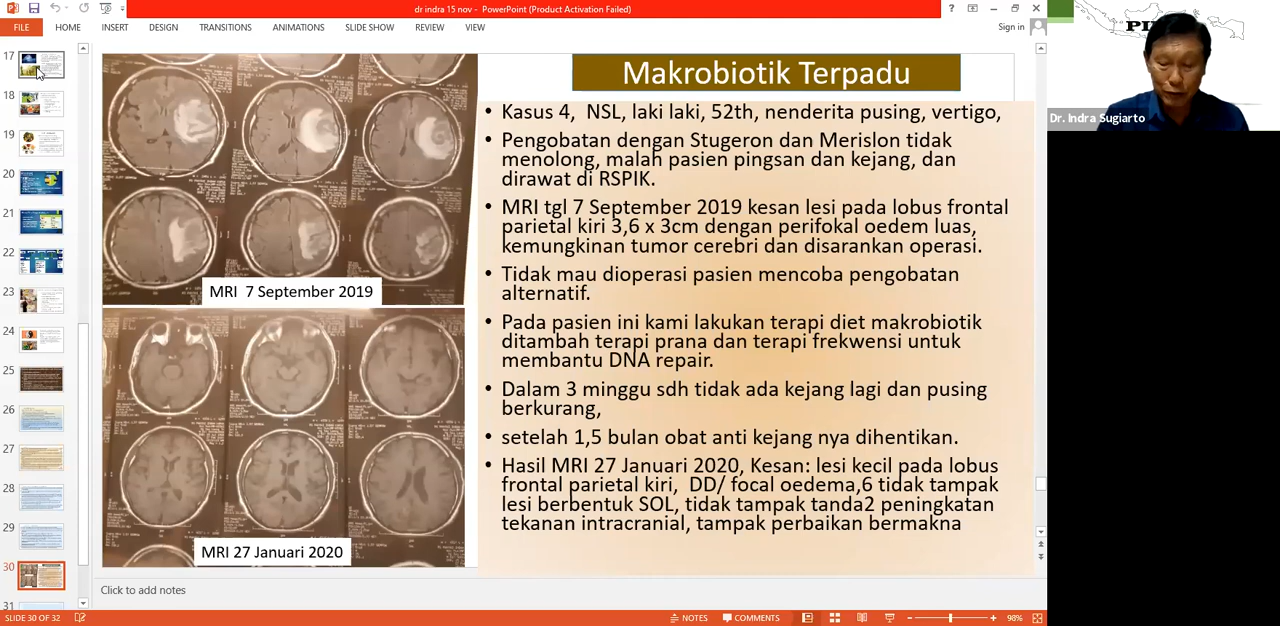 dr indra 15 nov - PowerPoint (Product Activation Failed)
FILE HOME INSERT DESIGN TRANSITIONS ANIMATIONS SLIDE SHOW REVIEW VIEW Sign in
17
18
19
20
21
22
23
24
25
26
27
28
29
30
31
MRI 7 September 2019
MRI 27 Januari 2020
Makrobiotik Terpadu
• Kasus 4, NSL, laki laki, 52th, nenderita pusing, vertigo,
Pengobatan dengan Stugeron dan Merislon tidak
menolong, malah pasien pingsan dan kejang, dan
dirawat di RSPIK.
• MRI tgl 7 September 2019 kesan lesi pada lobus frontal
parietal kiri 3,6 x 3cm dengan perifokal oedem luas,
kemungkinan tumor cerebri dan disarankan operasi.
• Tidak mau dioperasi pasien mencoba pengobatan
alternatif.
• Pada pasien ini kami lakukan terapi diet makrobiotik
ditambah terapi prana dan terapi frekwensi untuk
membantu DNA repair.
• Dalam 3 minggu sdh tidak ada kejang lagi dan pusing
berkurang,
• setelah 1,5 bulan obat anti kejang nya dihentikan.
• Hasil MRI 27 Januari 2020, Kesan: lesi kecil pada lobus
frontal parietal kiri, DD/ focal oedema,6 tidak tampak
lesi berbentuk SOL, tidak tampak tanda2 peningkatan
tekanan intracranial, tampak perbaikan bermakna
Dr. Indra Sugiarto
Click to add notes
SLIDE 30 OF 32 NOTES COMMENTS 98%